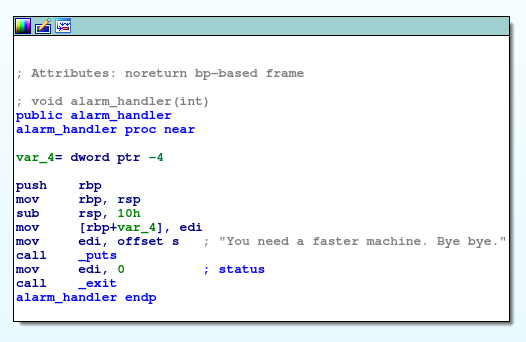 ; Attributes: noreturn bp-based frame
; void alarm_handler(int)
public alarm_handler
alarm_handler proc near
var_4= dword ptr -4
push    rbp
mov     rbp, rsp
sub     rsp, 10h
mov     [rbp+var_4], edi
mov     edi, offset s   ; "You need a faster machine. Bye bye."
call    _puts
mov     edi, 0          ; status
call    _exit
alarm_handler endp